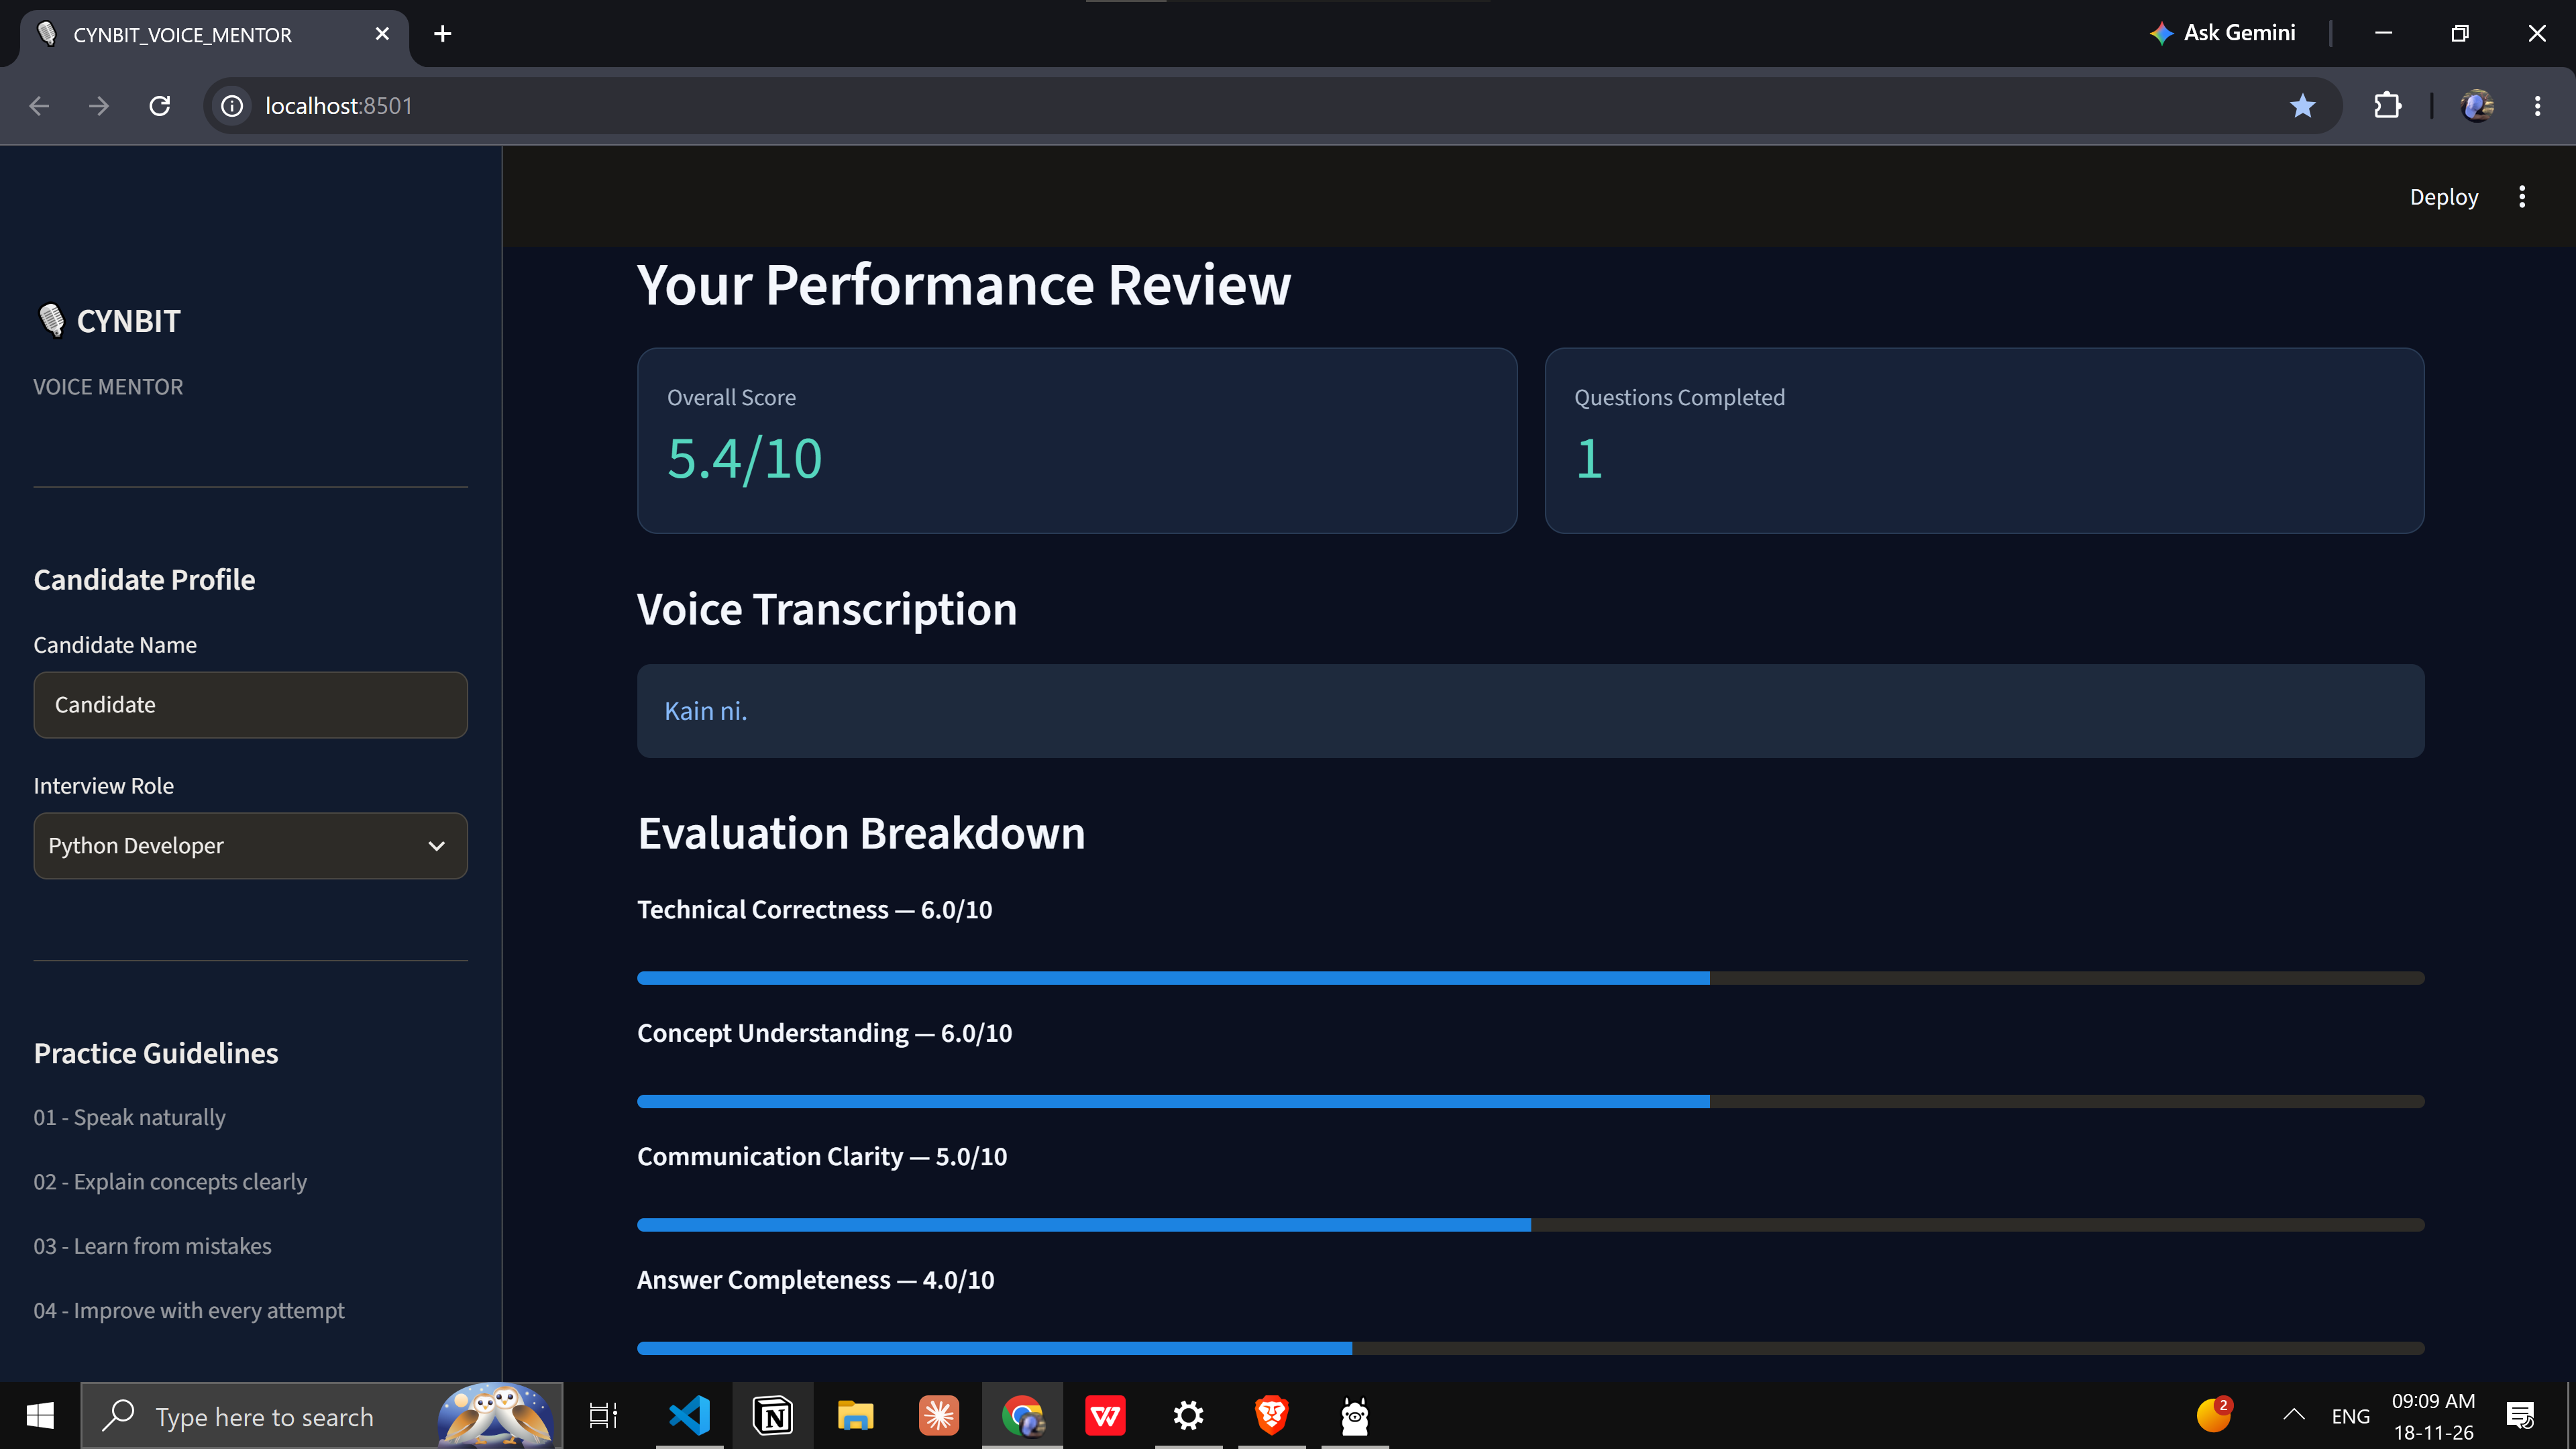 CYNBIT_VOICE_MENTOR
Ask Gemini
localhost:8501
Deploy
CYNBIT
VOICE MENTOR
Candidate Profile
Candidate Name
Candidate
Interview Role
Python Developer
Practice Guidelines
01 - Speak naturally
02 - Explain concepts clearly
03 - Learn from mistakes
04 - Improve with every attempt
Your Performance Review
Overall Score
5.4/10
Questions Completed
1
Voice Transcription
Kain ni.
Evaluation Breakdown
Technical Correctness — 6.0/10
Concept Understanding — 6.0/10
Communication Clarity — 5.0/10
Answer Completeness — 4.0/10
Type here to search
2
ENG
09:09 AM
18-11-26